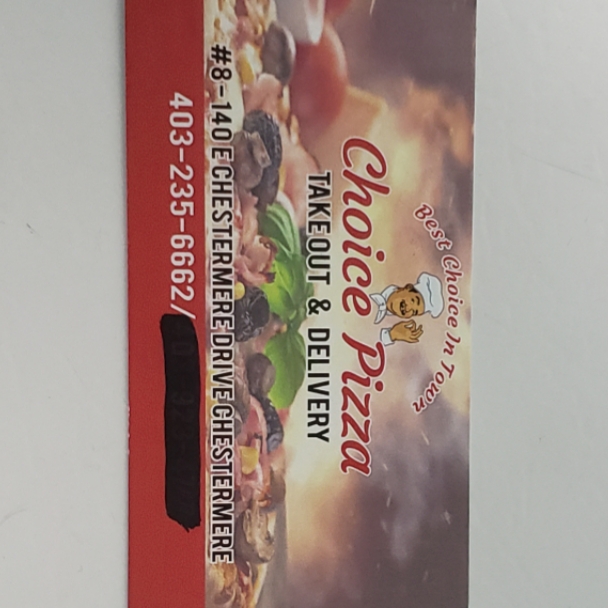 Best Choice In Town
Choice Pizza
TAKEOUT & DELIVERY
#8-140 E CHESTERMERE DRIVE CHESTERMERE
403-235-6662/